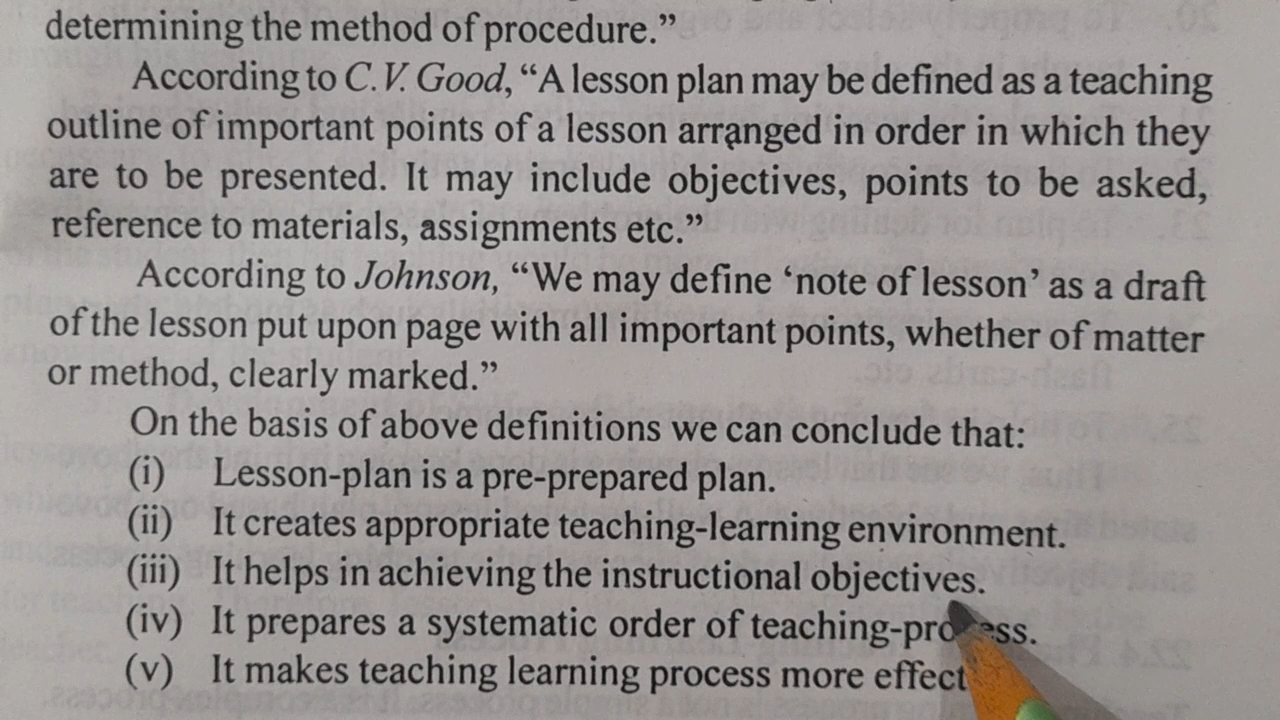 determining the method of procedure.”
According to C. V. Good, “A lesson plan may be defined as a teaching
outline of important points of a lesson arranged in order in which they
are to be presented. It may include objectives, points to be asked,
reference to materials, assignments etc.”
According to Johnson, “We may define ‘note of lesson’ as a draft
of the lesson put upon page with all important points, whether of matter
or method, clearly marked.”
On the basis of above definitions we can conclude that:
(i) Lesson-plan is a pre-prepared plan.
(ii) It creates appropriate teaching-learning environment.
(iii) It helps in achieving the instructional objectives.
(iv) It prepares a systematic order of
(v) It makes teaching learning process more